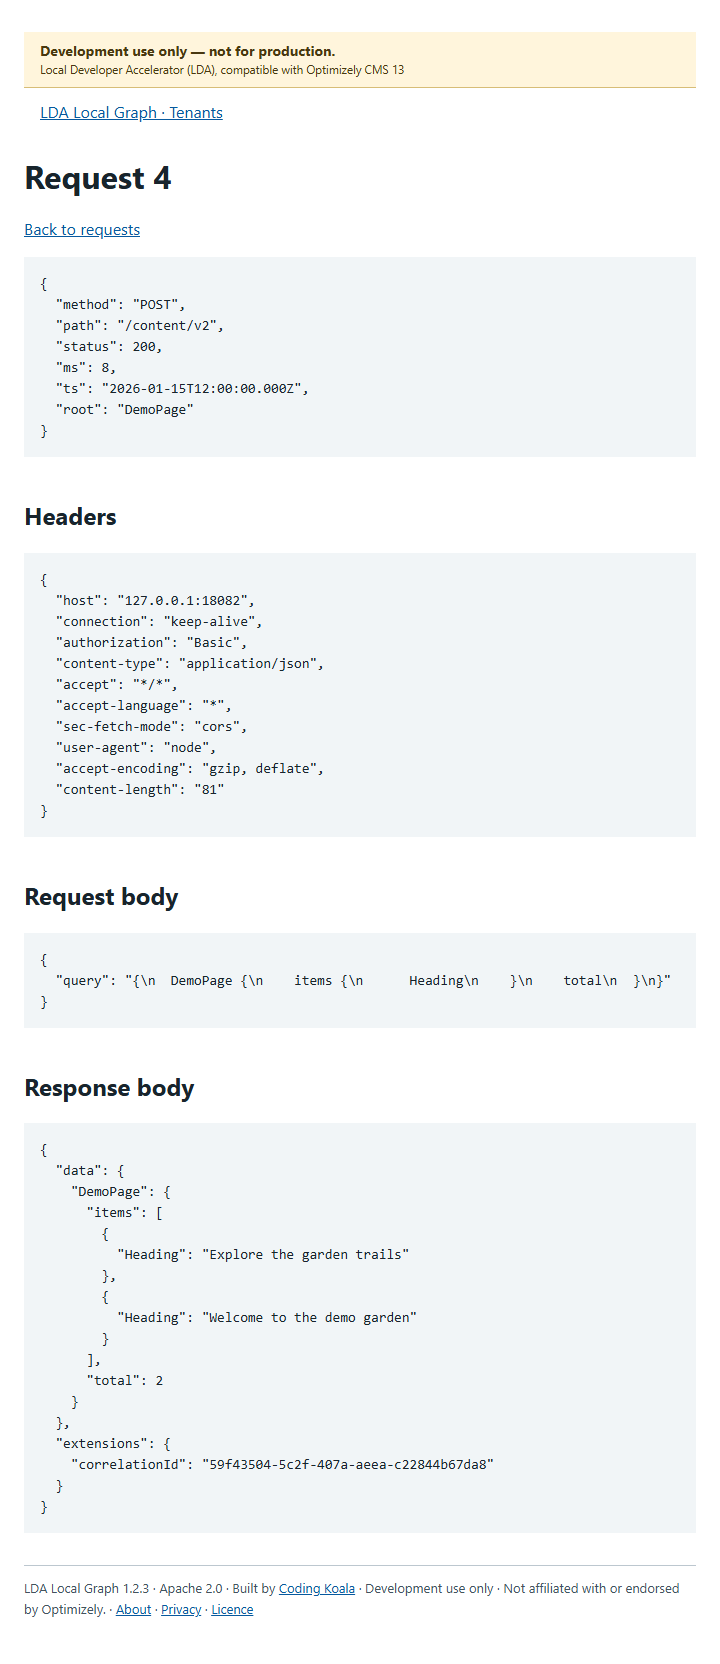 Development use only — not for production.
Local Developer Accelerator (LDA), compatible with Optimizely CMS 13
LDA Local Graph · Tenants
Request 4
Back to requests
{
  "method": "POST",
  "path": "/content/v2",
  "status": 200,
  "ms": 8,
  "ts": "2026-01-15T12:00:00.000Z",
  "root": "DemoPage"
}
Headers
{
  "host": "127.0.0.1:18082",
  "connection": "keep-alive",
  "authorization": "Basic",
  "content-type": "application/json",
  "accept": "*/*",
  "accept-language": "*",
  "sec-fetch-mode": "cors",
  "user-agent": "node",
  "accept-encoding": "gzip, deflate",
  "content-length": "81"
}
Request body
{
  "query": "{\n  DemoPage {\n    items {\n      Heading\n    }\n    total\n  }\n}"
}
Response body
{
  "data": {
    "DemoPage": {
      "items": [
        {
          "Heading": "Explore the garden trails"
        },
        {
          "Heading": "Welcome to the demo garden"
        }
      ],
      "total": 2
    }
  },
  "extensions": {
    "correlationId": "59f43504-5c2f-407a-aeea-c22844b67da8"
  }
}
LDA Local Graph 1.2.3 · Apache 2.0 · Built by Coding Koala · Development use only · Not affiliated with or endorsed
by Optimizely. · About · Privacy · Licence